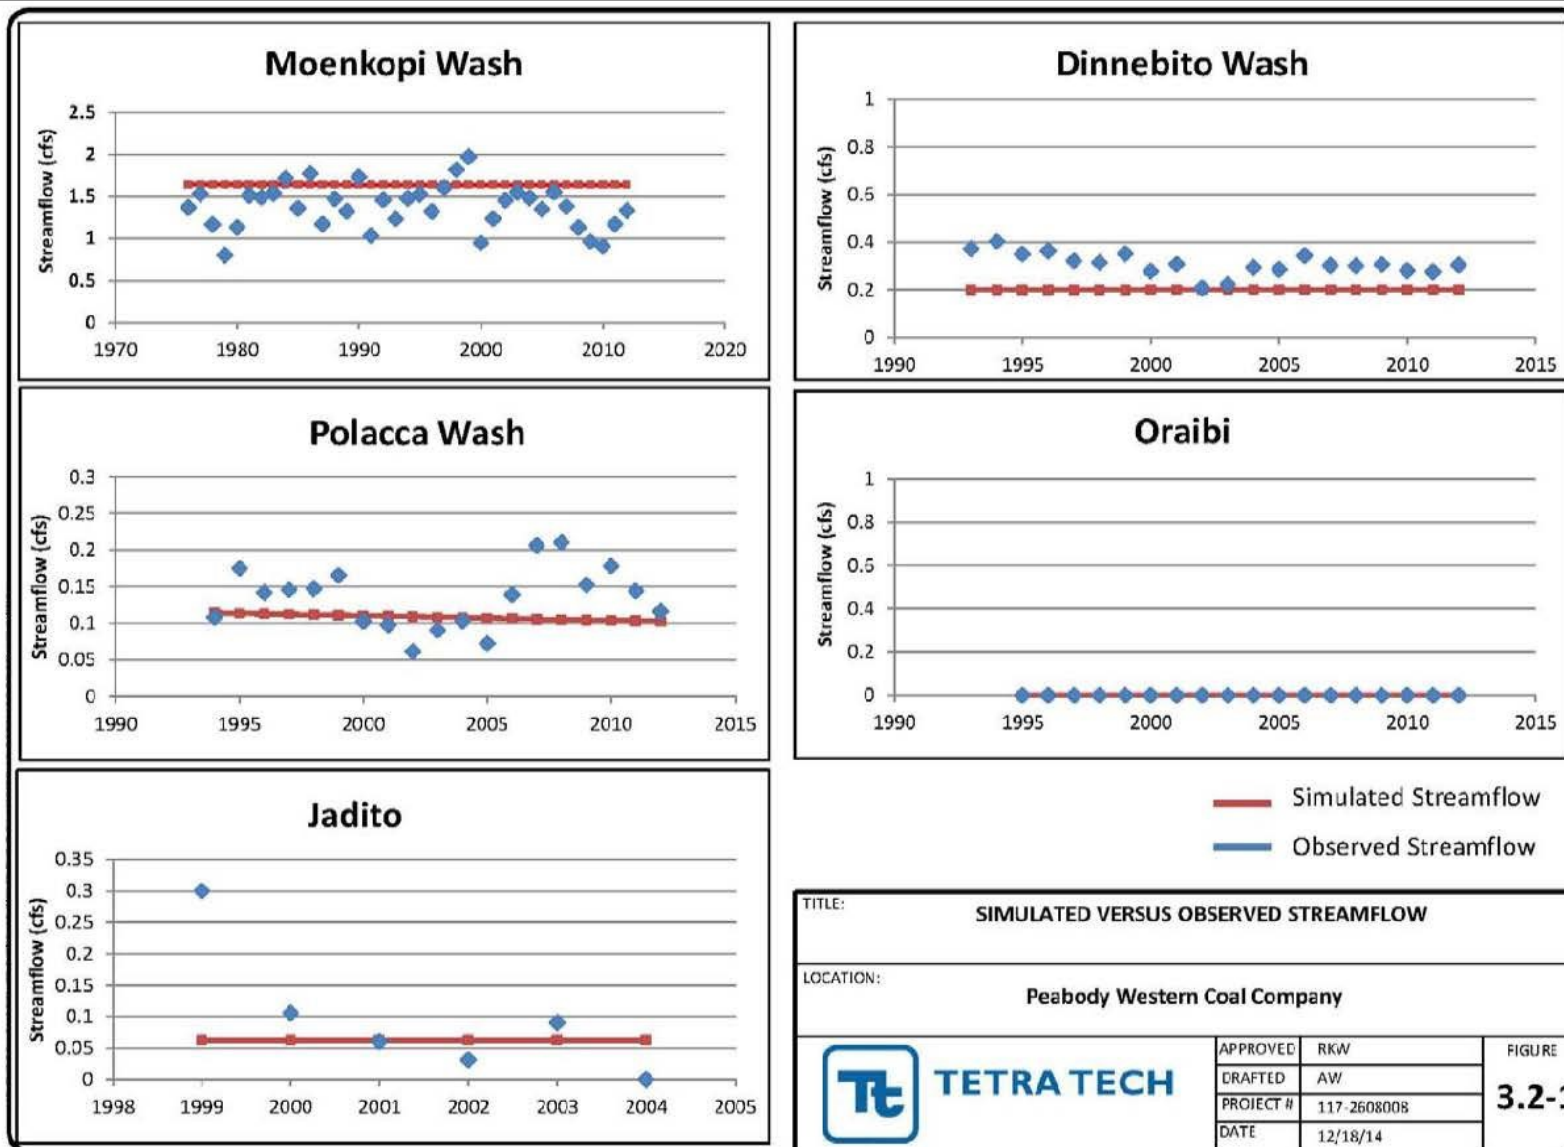 Moenkopi Wash
Streamflow (cfs)
2.5
2
1.5
1
0.5
0
1970 1980 1990 2000 2010 2020
Dinnebito Wash
Streamflow (cfs)
1
0.8
0.6
0.4
0.2
0
1990 1995 2000 2005 2010 2015
Polacca Wash
Streamflow (cfs)
0.3
0.25
0.2
0.15
0.1
0.05
0
1990 1995 2000 2005 2010 2015
Oraibi
Streamflow (cfs)
1
0.8
0.6
0.4
0.2
0
1990 1995 2000 2005 2010 2015
Jadito
Streamflow (cfs)
0.35
0.3
0.25
0.2
0.15
0.1
0.05
0
1998 1999 2000 2001 2002 2003 2004 2005
Simulated Streamflow
Observed Streamflow
TITLE:
SIMULATED VERSUS OBSERVED STREAMFLOW
LOCATION:
Peabody Western Coal Company
Tt TETRA TECH
APPROVED RKW
DRAFTED AW
PROJECT # 117-2608008
DATE 12/18/14
FIGURE